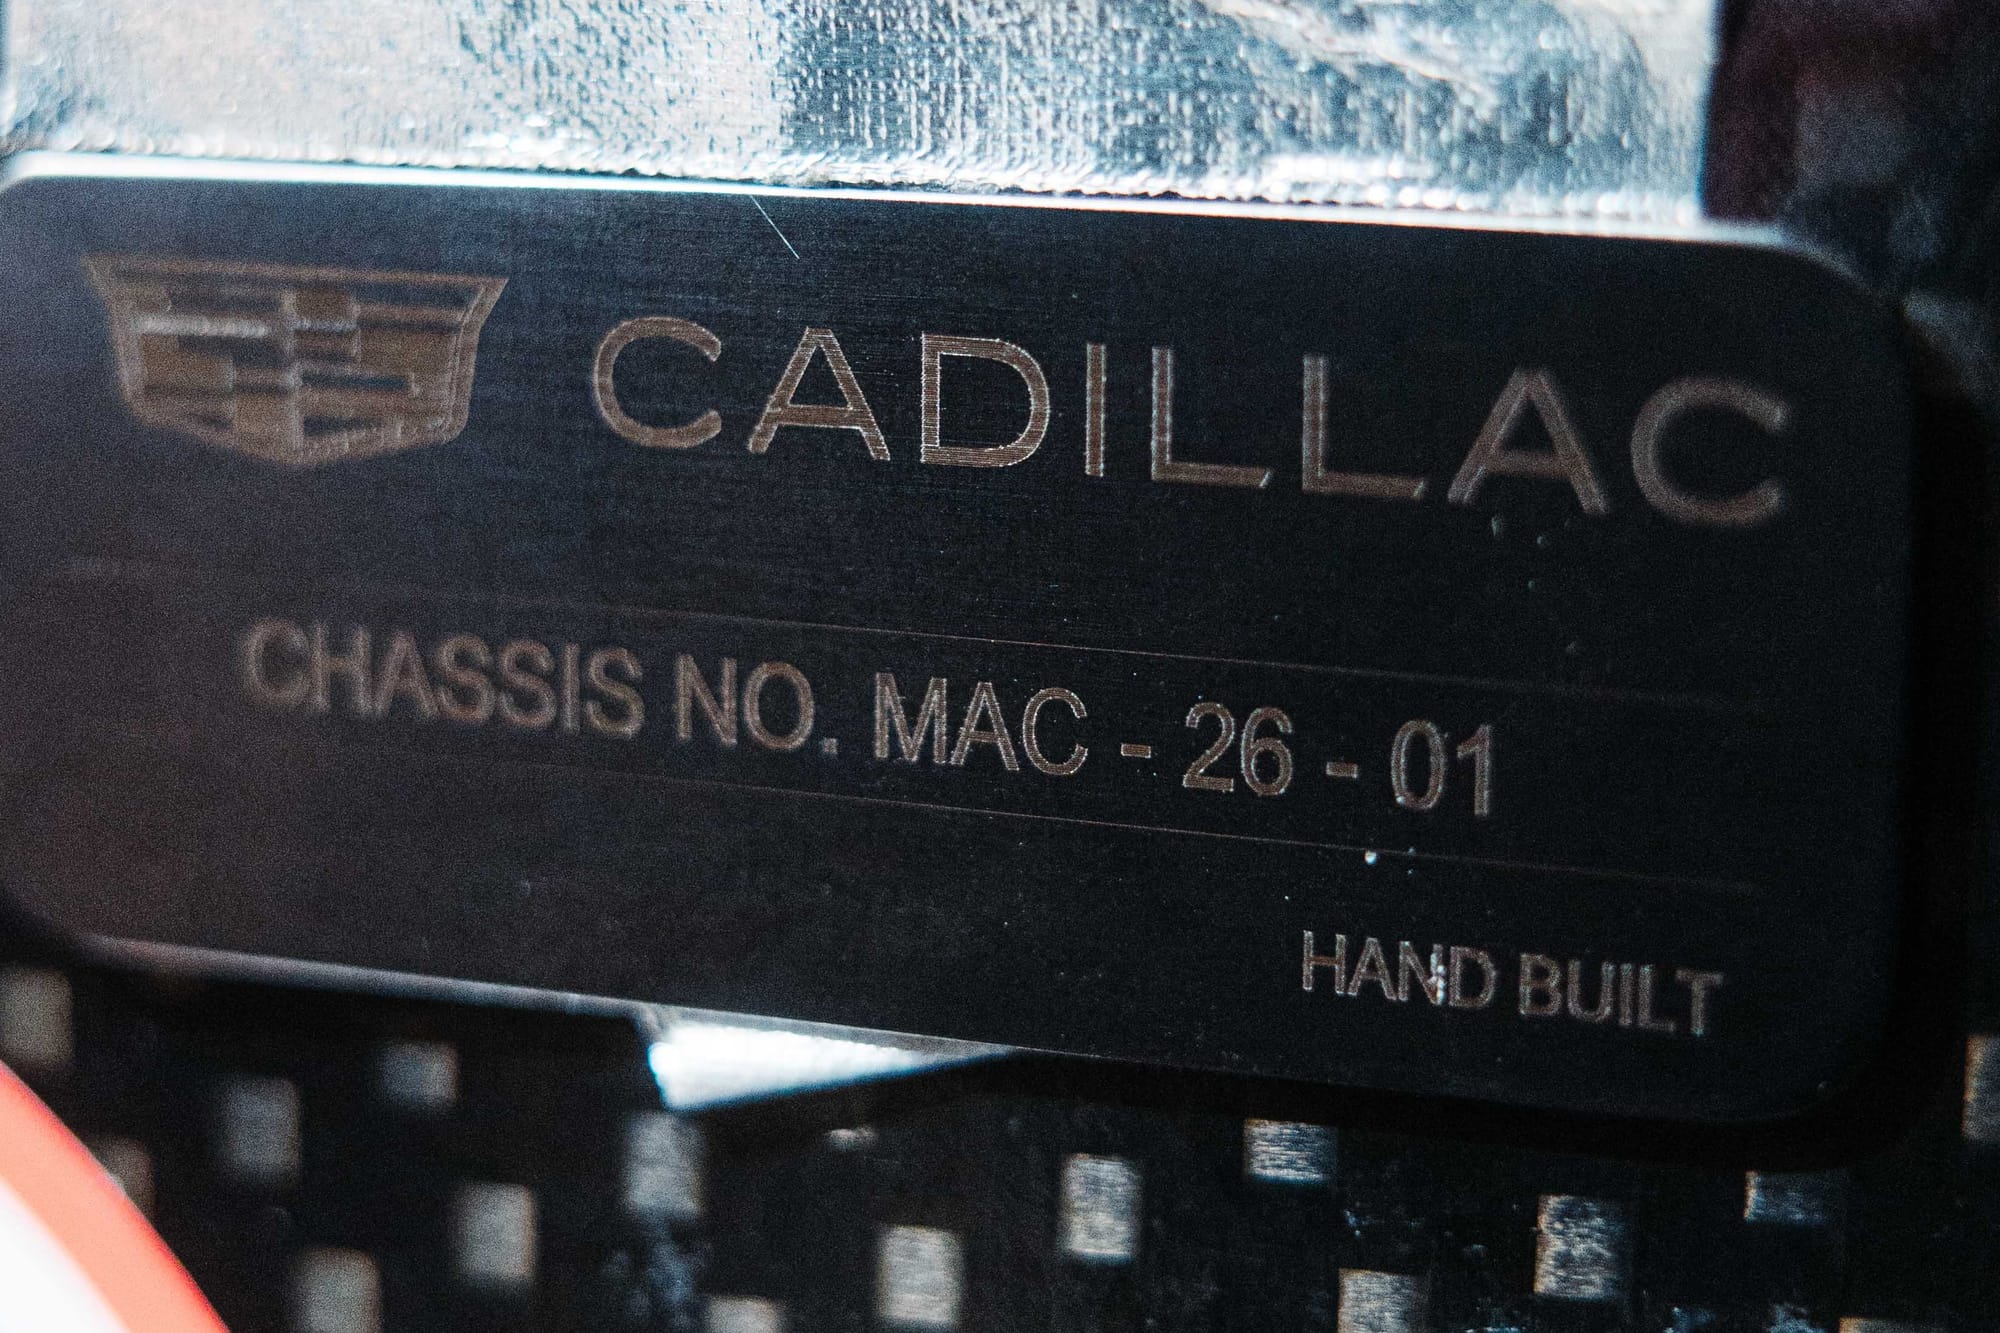 CADILLAC
CHASSIS NO. MAC - 26 - 01
HAND BUILT